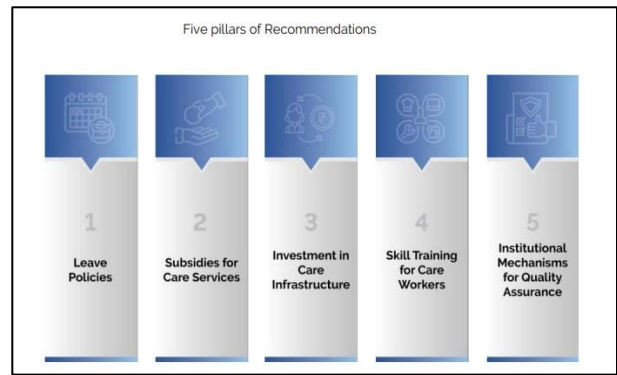 Five pillars of Recommendations
1
Leave
Policies
2
Subsidies for
Care Services
3
Investment in
Care
Infrastructure
4
Skill Training
for Care
Workers
5
Institutional
Mechanisms
for Quality
Assurance